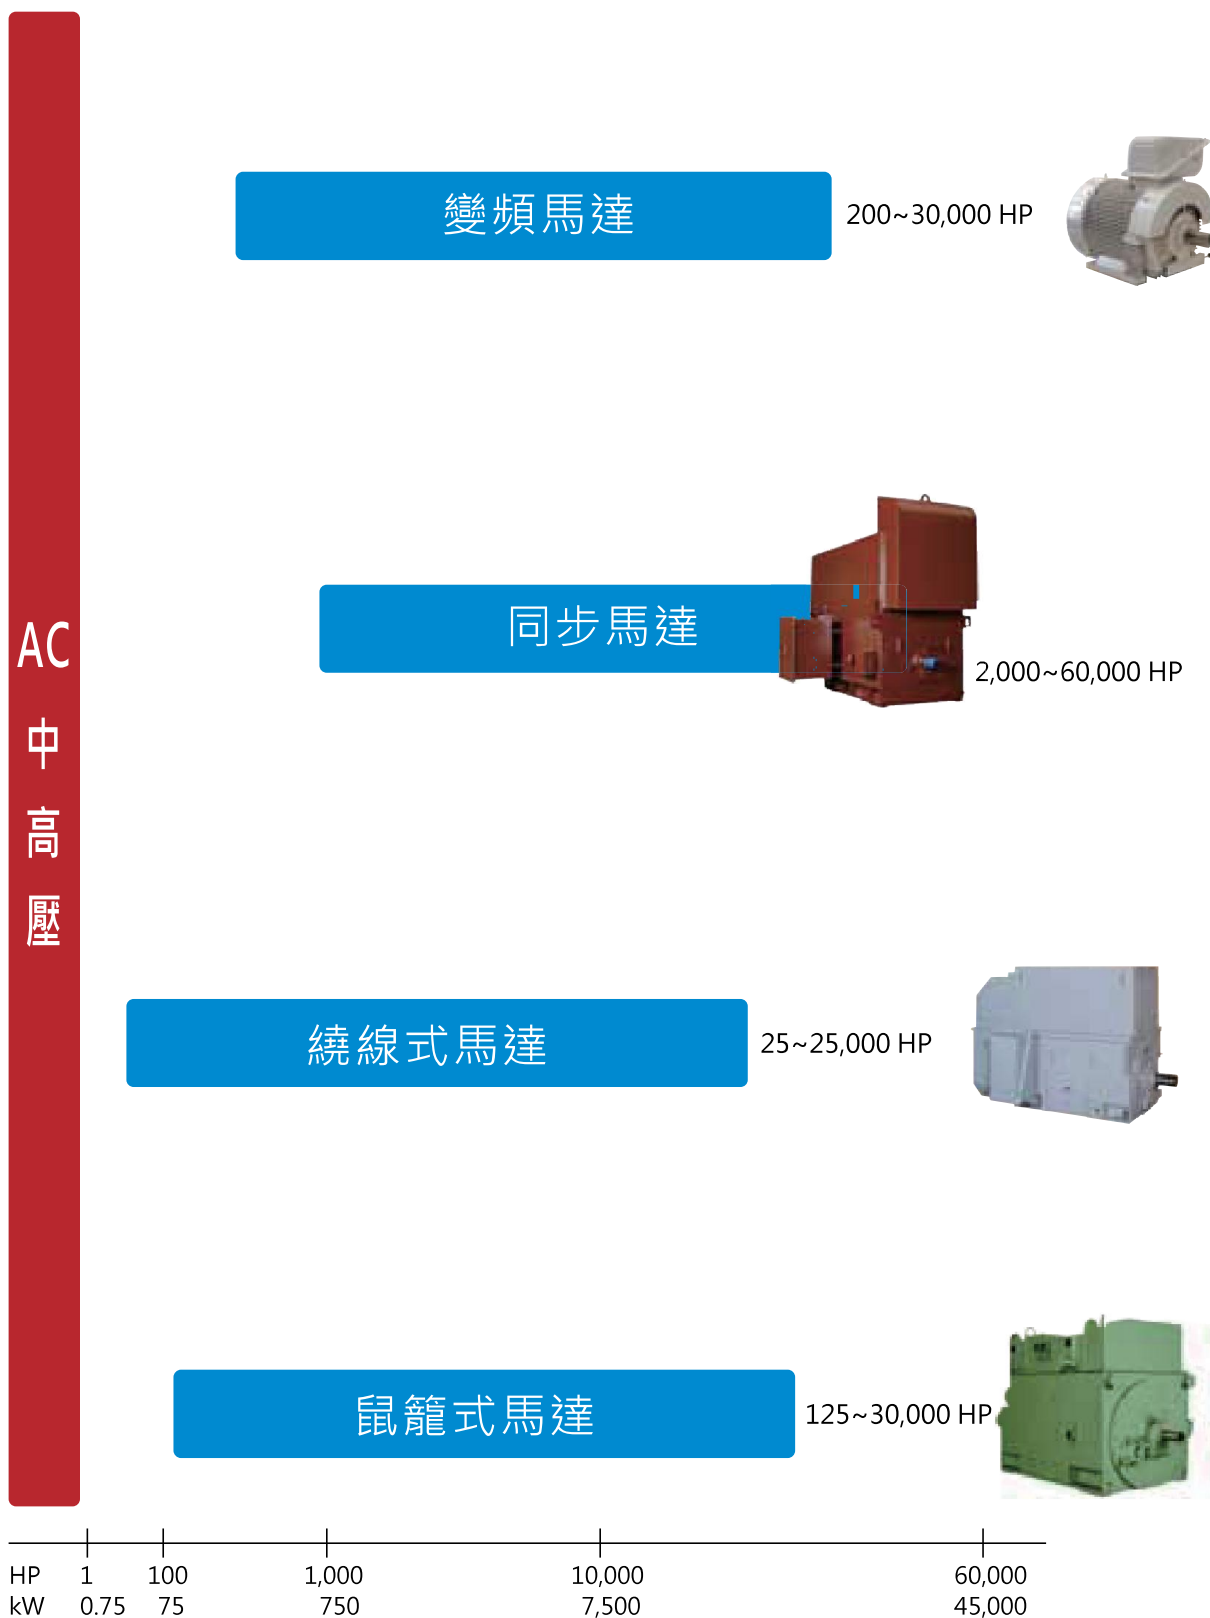 AC
中
高
壓
變頻馬達
200~30,000 HP
同步馬達
2,000~60,000 HP
繞線式馬達
25~25,000 HP
鼠籠式馬達
125~30,000 HP
HP 1 100 1,000 10,000 60,000
kW 0.75 75 750 7,500 45,000